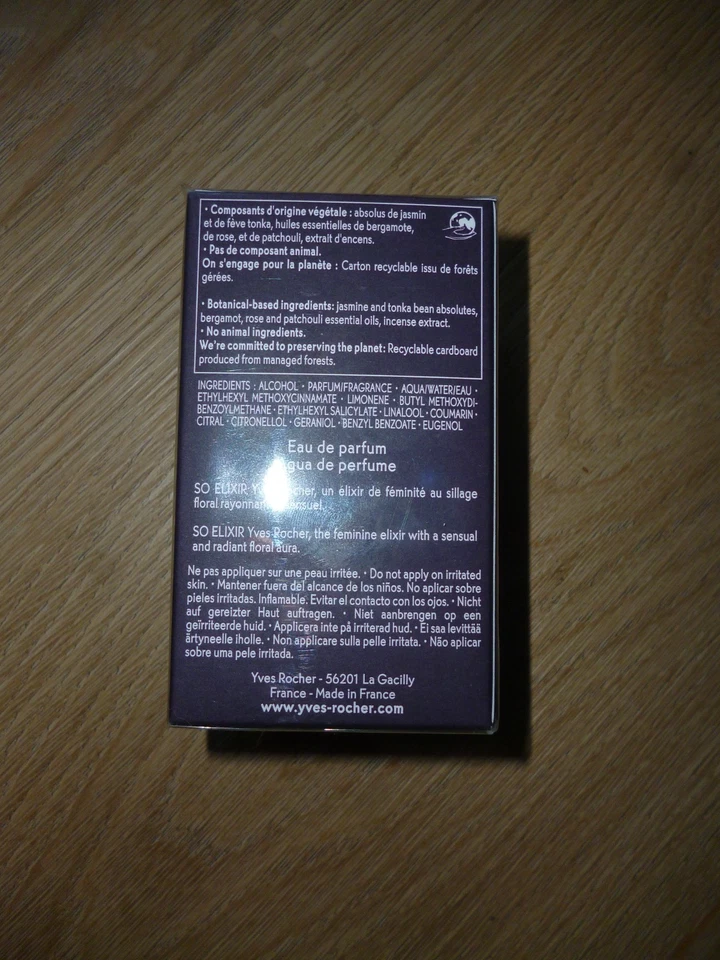 • Composants d'origine végétale : absolus de jasmin
et de fève tonka, huiles essentielles de bergamote,
de rose, et de patchouli, extrait d'encens.
• Pas de composant animal.
On s'engage pour la planète : Carton recyclable issu de forêts
gérées.
• Botanical-based ingredients: jasmine and tonka bean absolutes,
bergamot, rose and patchouli essential oils, incense extract.
• No animal ingredients.
We're committed to preserving the planet: Recyclable cardboard
produced from managed forests.
INGREDIENTS : ALCOHOL • PARFUM/FRAGRANCE • AQUA/WATER/EAU •
ETHYLHEXYL METHOXYCINNAMATE • LIMONENE • BUTYL METHOXYDI-
BENZOYLMETHANE • ETHYLHEXYL SALICYLATE • LINALOOL • COUMARIN •
CITRAL • CITRONELLOL • GERANIOL • BENZYL BENZOATE • EUGENOL
Eau de parfum
Agua de perfume
SO ELIXIR Yves Rocher, un élixir de féminité au sillage
floral rayonnant sensuel.
SO ELIXIR Yves Rocher, the feminine elixir with a sensual
and radiant floral aura.
Ne pas appliquer sur une peau irritée. • Do not apply on irritated
skin. • Mantener fuera del alcance de los niños. No aplicar sobre
pieles irritadas. Inflamable. Evitar el contacto con los ojos. • Nicht
auf gereizter Haut auftragen. • Niet aanbrengen op een
geïrriteerde huid. • Applicera inte på irriterad hud. • Ei saa levittää
ärtyneelle iholle. • Non applicare sulla pelle irritata. • Não aplicar
sobre uma pele irritada.
Yves Rocher - 56201 La Gacilly
France - Made in France
www.yves-rocher.com